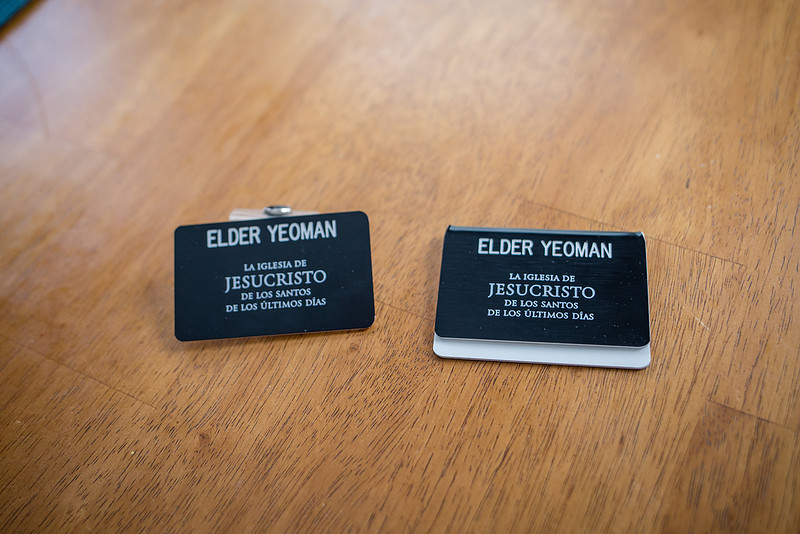 ELDER YEOMAN
LA IGLESIA DE
JESUCRISTO
DE LOS SANTOS
DE LOS ÚLTIMOS DÍAS
ELDER YEOMAN
LA IGLESIA DE
JESUCRISTO
DE LOS SANTOS
DE LOS ÚLTIMOS DÍAS